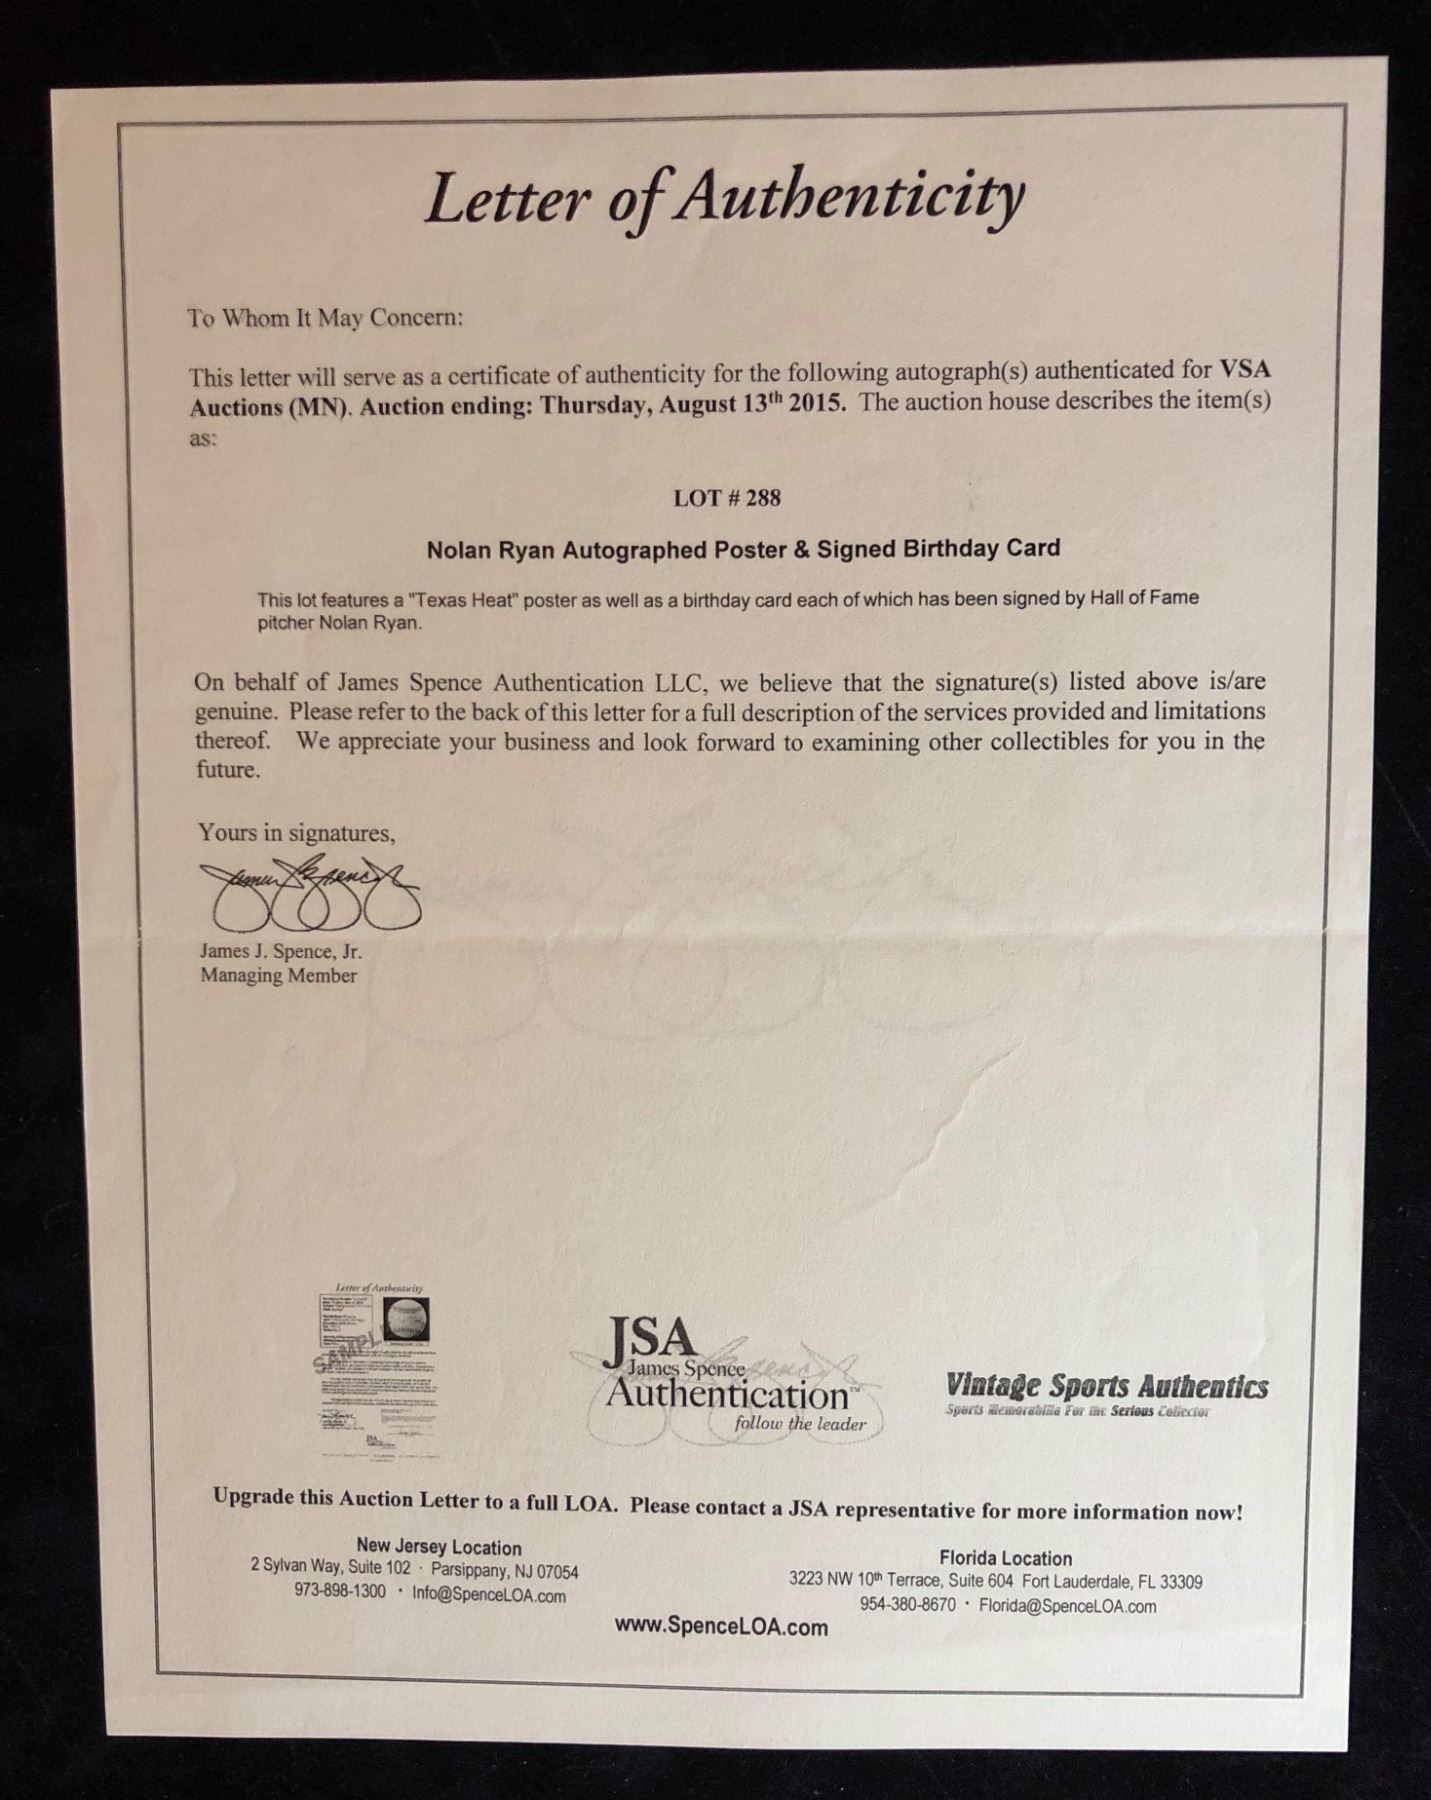 Letter of Authenticity
To Whom It May Concern:
This letter will serve as a certificate of authenticity for the following autograph(s) authenticated for VSA
Auctions (MN). Auction ending: Thursday, August 13th 2015. The auction house describes the item(s)
as:
LOT # 288
Nolan Ryan Autographed Poster & Signed Birthday Card
This lot features a "Texas Heat" poster as well as a birthday card each of which has been signed by Hall of Fame
pitcher Nolan Ryan.
On behalf of James Spence Authentication LLC, we believe that the signature(s) listed above is/are
genuine. Please refer to the back of this letter for a full description of the services provided and limitations
thereof. We appreciate your business and look forward to examining other collectibles for you in the
future.
Yours in signatures,
James J. Spence, Jr.
Managing Member
Letter of Authenticity
SAMPLE
JSA
James Spence
Authentication™
follow the leader
Vintage Sports Authentics
Sports Memorabilia For the Serious Collector
Upgrade this Auction Letter to a full LOA. Please contact a JSA representative for more information now!
New Jersey Location
2 Sylvan Way, Suite 102 · Parsippany, NJ 07054
973-898-1300 · Info@SpenceLOA.com
Florida Location
3223 NW 10th Terrace, Suite 604 Fort Lauderdale, FL 33309
954-380-8670 · Florida@SpenceLOA.com
www.SpenceLOA.com